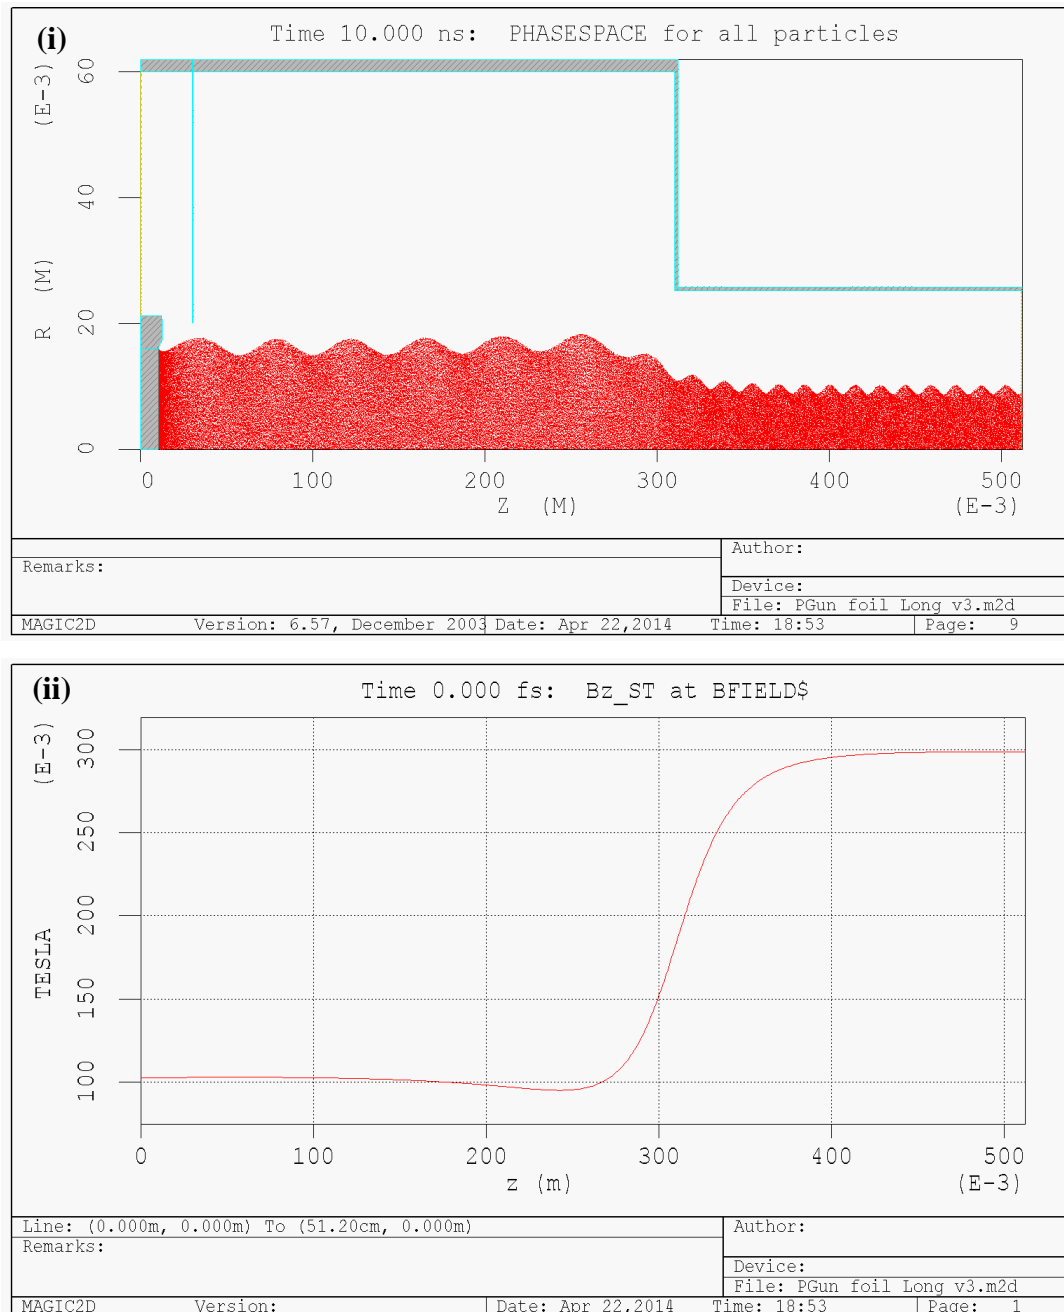 (i)
Time 10.000 ns: PHASESPACE for all particles
(E-3)
R (M)
60
40
20
0
0 100 200 300 400 500
Z (M)
(E-3)
Author:
Remarks:
Device:
File: PGun foil Long v3.m2d
MAGIC2D Version: 6.57, December 2003 Date: Apr 22,2014 Time: 18:53 Page: 9
(ii)
Time 0.000 fs: Bz_ST at BFIELD$
(E-3)
TESLA
300
250
200
150
100
0 100 200 300 400 500
z (m)
(E-3)
Line: (0.000m, 0.000m) To (51.20cm, 0.000m)
Author:
Remarks:
Device:
File: PGun foil Long v3.m2d
MAGIC2D Version: Date: Apr 22,2014 Time: 18:53 Page: 1